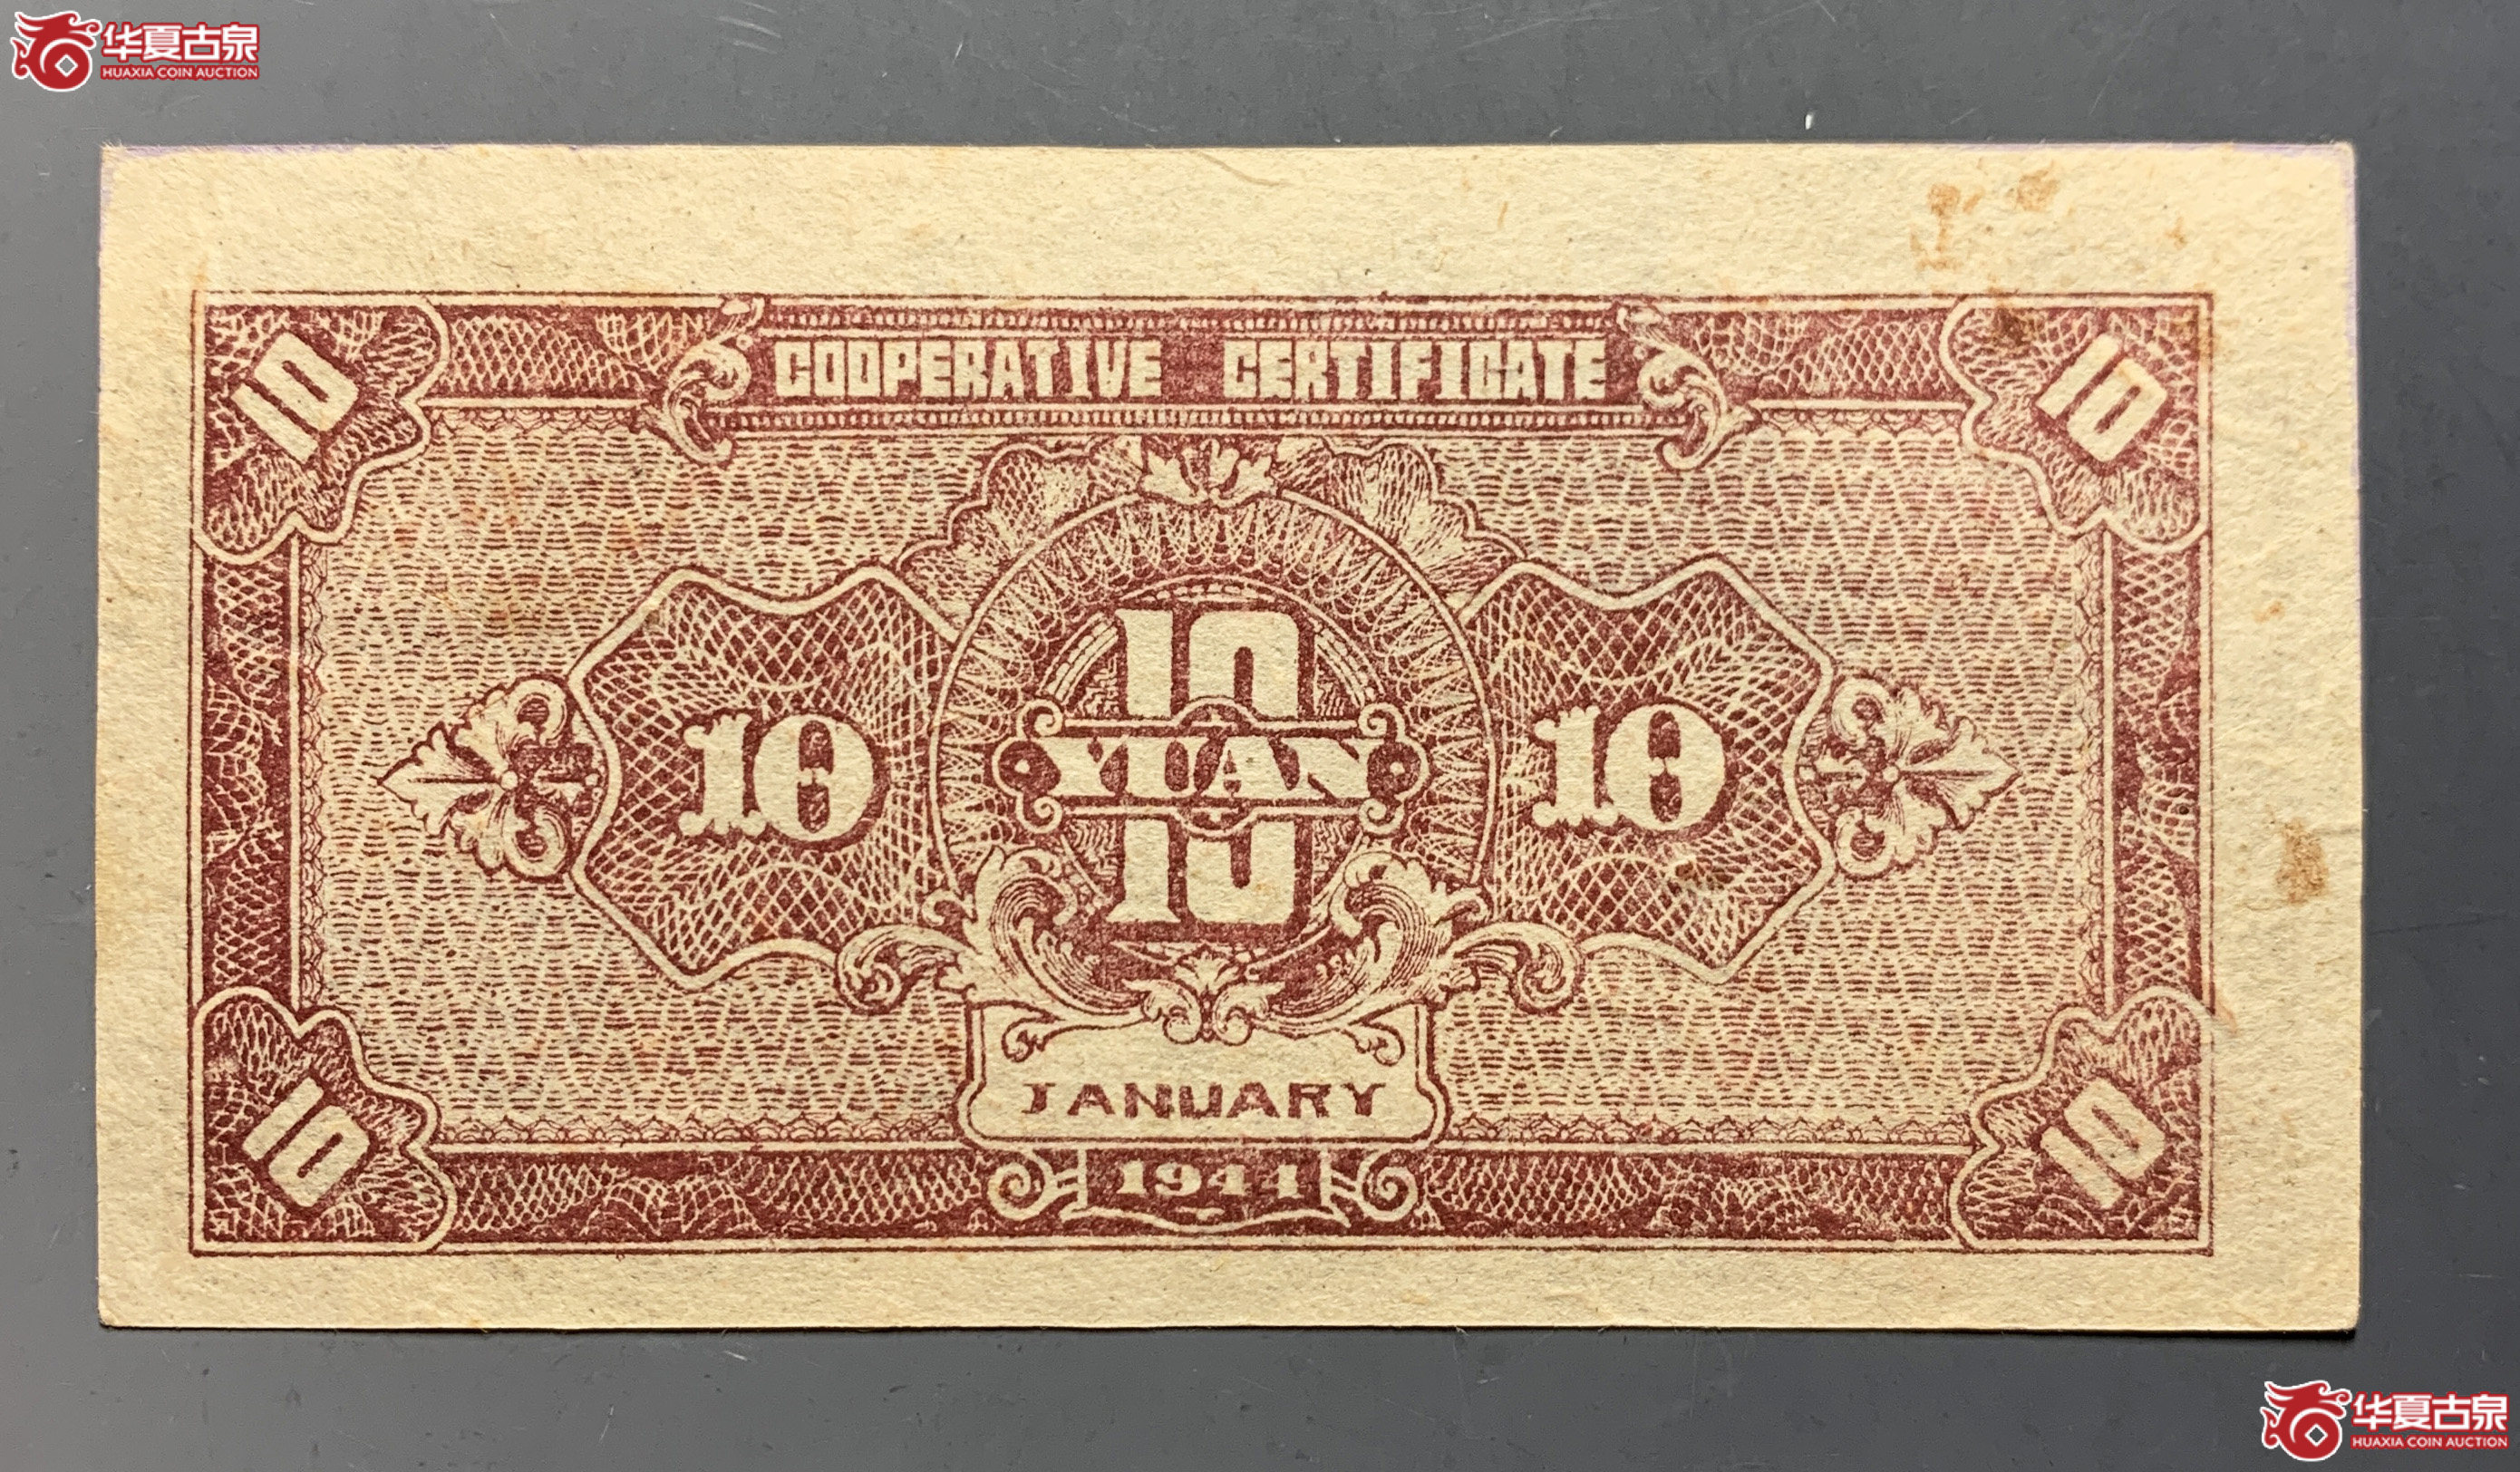 华夏古泉
HUAXIA COIN AUCTION
10
COOPERATIVE CERTIFICATE
10
10
10
YUAN
10
10
JANUARY
1944
10
10
华夏古泉
HUAXIA COIN AUCTION